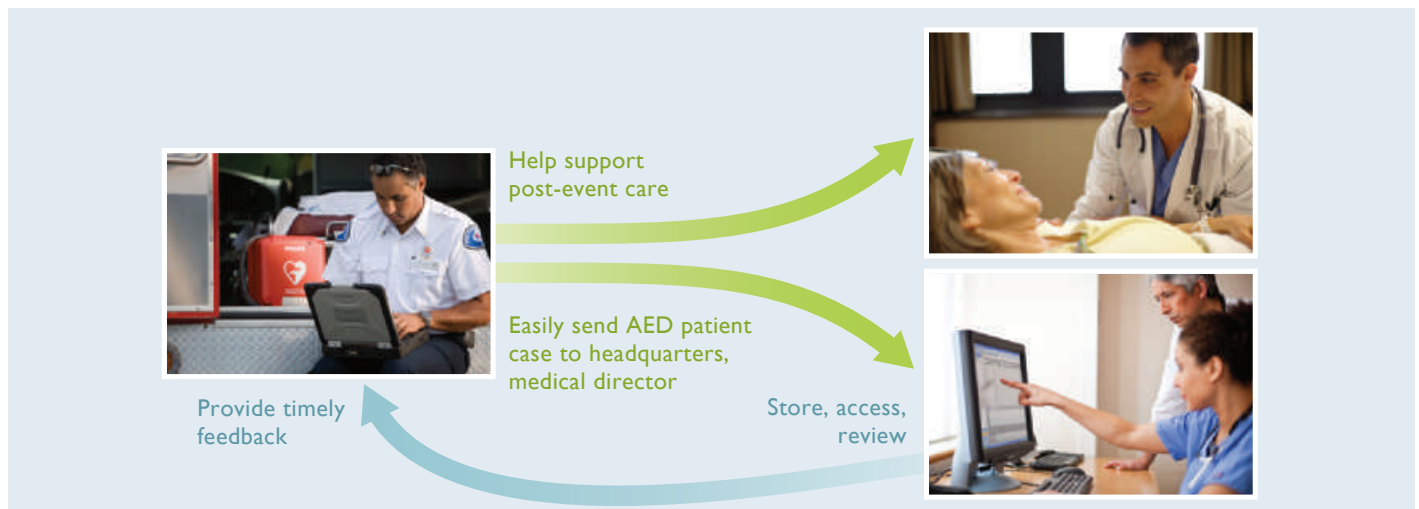 Help support
post-event care
Easily send AED patient
case to headquarters,
medical director
Provide timely
feedback
Store, access,
review